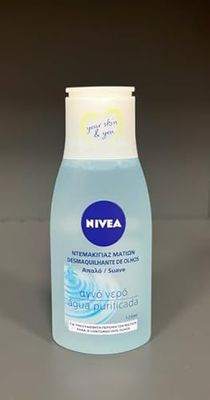 your skin
& you
NIVEA
ΝΤΕΜΑΚΙΓΙΑΖ ΜΑΤΙΩΝ
DESMAQUILHANTE DE OLHOS
Απαλό / Suave
αγνό νερό
água purificada
125ml